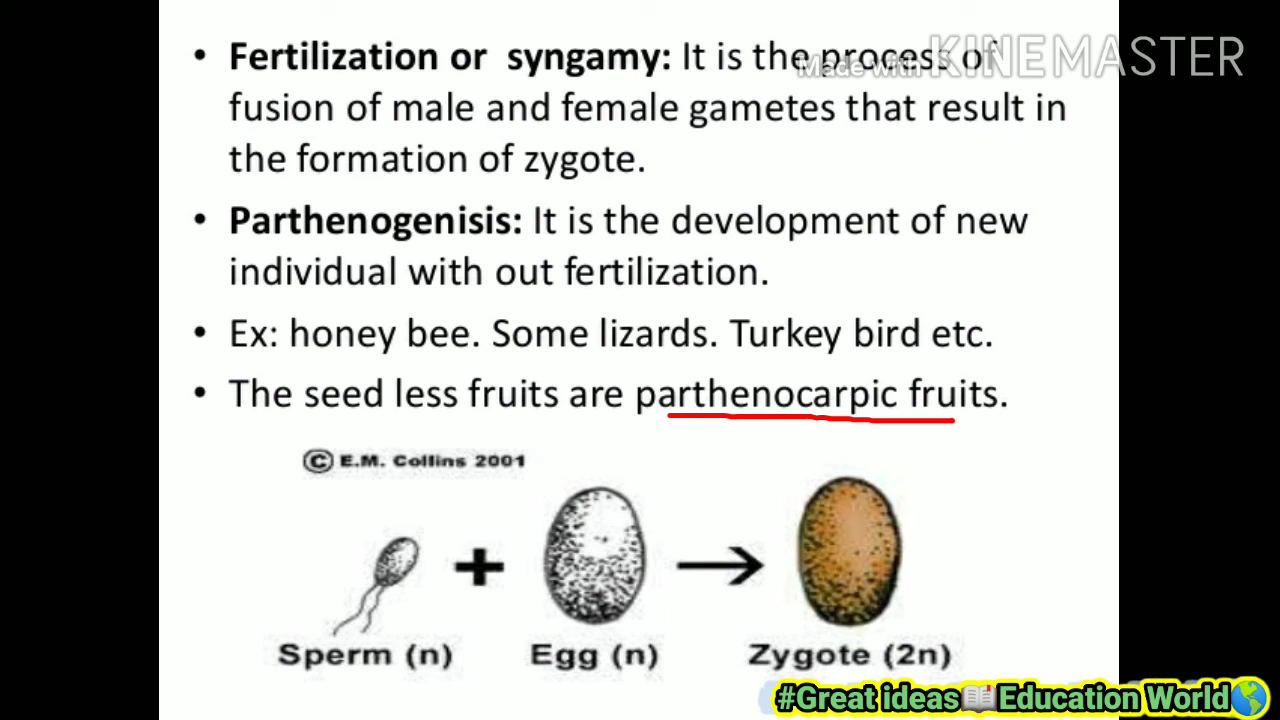 • Fertilization or syngamy: It is the process of
Made with KINEMASTER
fusion of male and female gametes that result in
the formation of zygote.
• Parthenogenisis: It is the development of new
individual with out fertilization.
• Ex: honey bee. Some lizards. Turkey bird etc.
• The seed less fruits are parthenocarpic fruits.
© E.M. Collins 2001
+ →
Sperm (n) Egg (n) Zygote (2n)
#Great ideas📖Education World🌎